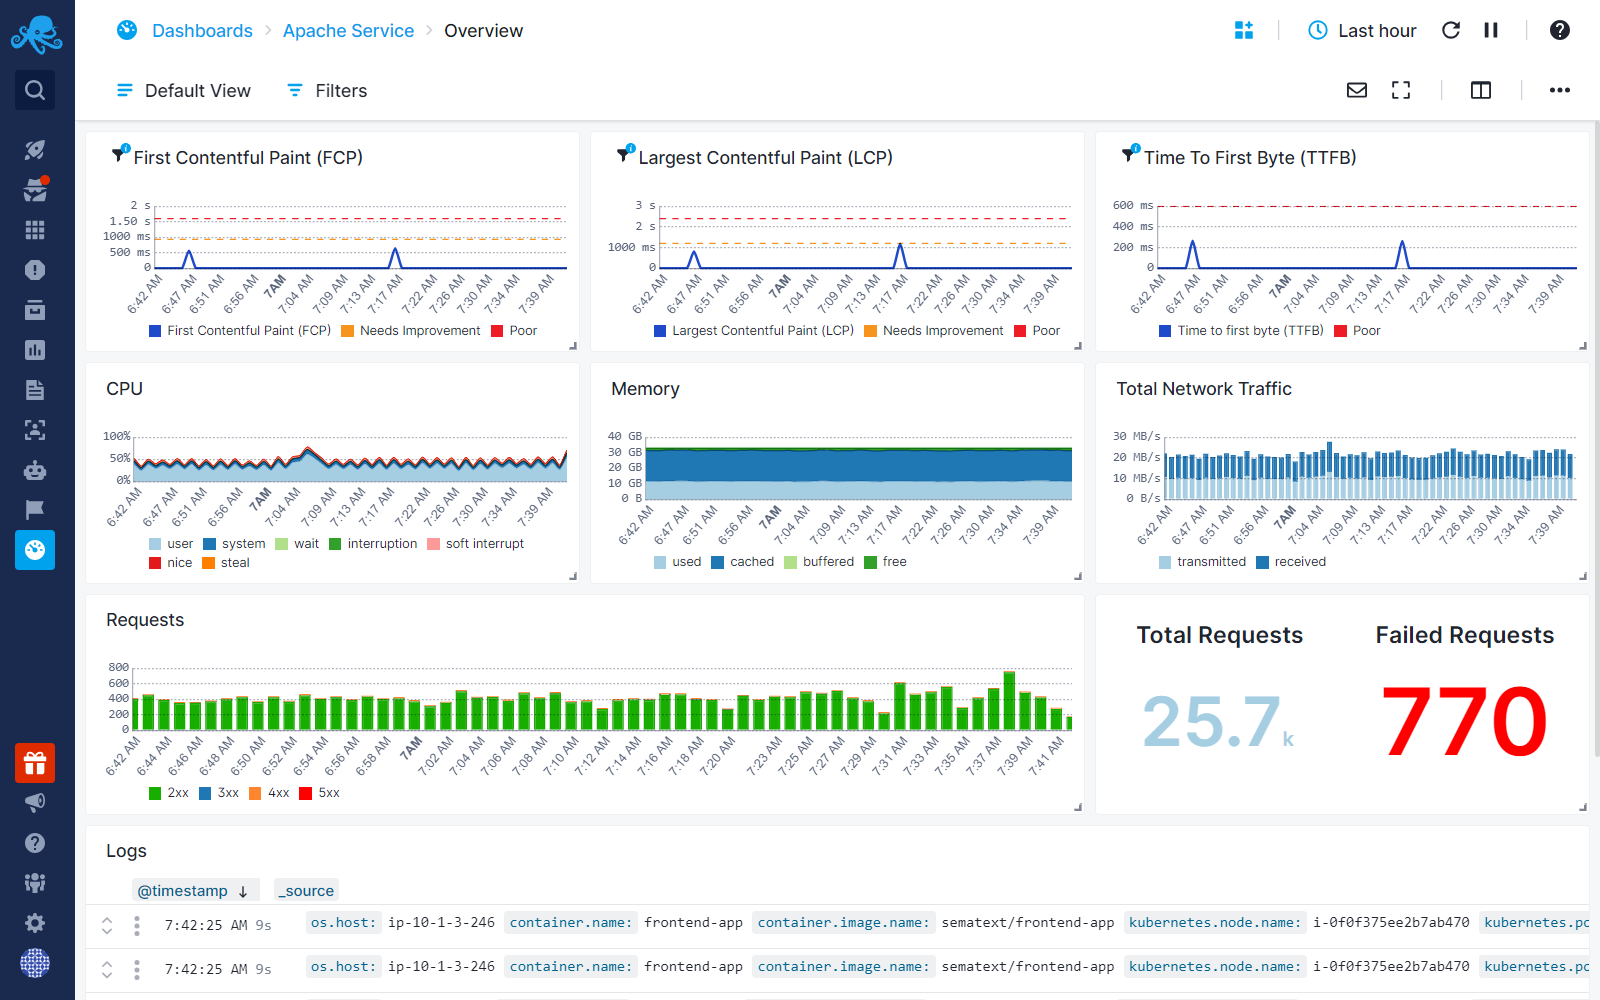 Dashboards > Apache Service > Overview
Last hour
Default View Filters
First Contentful Paint (FCP)
2 s
1.50 s
1000 ms
500 ms
0
6:42 AM 6:47 AM 6:51 AM 6:56 AM 7AM 7:04 AM 7:09 AM 7:13 AM 7:17 AM 7:22 AM 7:26 AM 7:30 AM 7:34 AM 7:39 AM
First Contentful Paint (FCP) Needs Improvement Poor
Largest Contentful Paint (LCP)
3 s
2 s
1000 ms
0
6:42 AM 6:47 AM 6:51 AM 6:56 AM 7AM 7:04 AM 7:09 AM 7:13 AM 7:17 AM 7:22 AM 7:26 AM 7:30 AM 7:34 AM 7:39 AM
Largest Contentful Paint (LCP) Needs Improvement Poor
Time To First Byte (TTFB)
600 ms
400 ms
200 ms
0
6:42 AM 6:47 AM 6:51 AM 6:56 AM 7AM 7:04 AM 7:09 AM 7:13 AM 7:17 AM 7:22 AM 7:26 AM 7:30 AM 7:34 AM 7:39 AM
Time to first byte (TTFB) Poor
CPU
100%
50%
0%
6:42 AM 6:47 AM 6:51 AM 6:56 AM 7AM 7:04 AM 7:09 AM 7:13 AM 7:17 AM 7:22 AM 7:26 AM 7:30 AM 7:34 AM 7:39 AM
user system wait interruption soft interrupt
nice steal
Memory
40 GB
30 GB
20 GB
10 GB
0 B
6:42 AM 6:47 AM 6:51 AM 6:56 AM 7AM 7:04 AM 7:09 AM 7:13 AM 7:17 AM 7:22 AM 7:26 AM 7:30 AM 7:34 AM 7:39 AM
used cached buffered free
Total Network Traffic
30 MB/s
20 MB/s
10 MB/s
0 B/s
6:42 AM 6:47 AM 6:51 AM 6:56 AM 7AM 7:04 AM 7:09 AM 7:13 AM 7:17 AM 7:22 AM 7:26 AM 7:30 AM 7:34 AM 7:39 AM
transmitted received
Requests
800
600
400
200
0
6:42 AM 6:44 AM 6:46 AM 6:48 AM 6:50 AM 6:52 AM 6:54 AM 6:56 AM 6:58 AM 7AM 7:02 AM 7:04 AM 7:06 AM 7:08 AM 7:10 AM 7:12 AM 7:14 AM 7:16 AM 7:18 AM 7:20 AM 7:23 AM 7:25 AM 7:27 AM 7:29 AM 7:31 AM 7:33 AM 7:35 AM 7:37 AM 7:39 AM 7:41 AM
2xx 3xx 4xx 5xx
Total Requests Failed Requests
25.7 k 770
Logs
@timestamp ↓ _source
7:42:25 AM 9s os.host: ip-10-1-3-246 container.name: frontend-app container.image.name: sematext/frontend-app kubernetes.node.name: i-0f0f375ee2b7ab470 kubernetes.po
7:42:25 AM 9s os.host: ip-10-1-3-246 container.name: frontend-app container.image.name: sematext/frontend-app kubernetes.node.name: i-0f0f375ee2b7ab470 kubernetes.po